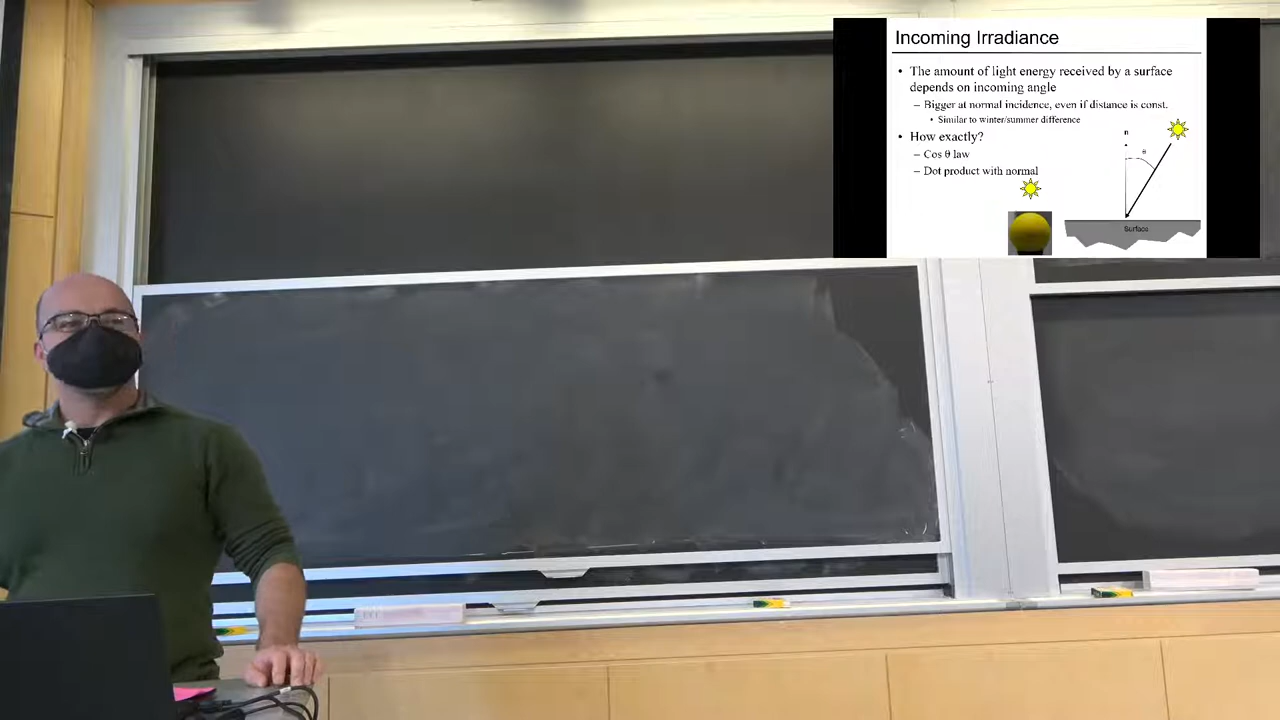 Incoming Irradiance
• The amount of light energy received by a surface
depends on incoming angle
– Bigger at normal incidence, even if distance is const.
• Similar to winter/summer difference
• How exactly?
– Cos θ law
– Dot product with normal
n
θ
Surface